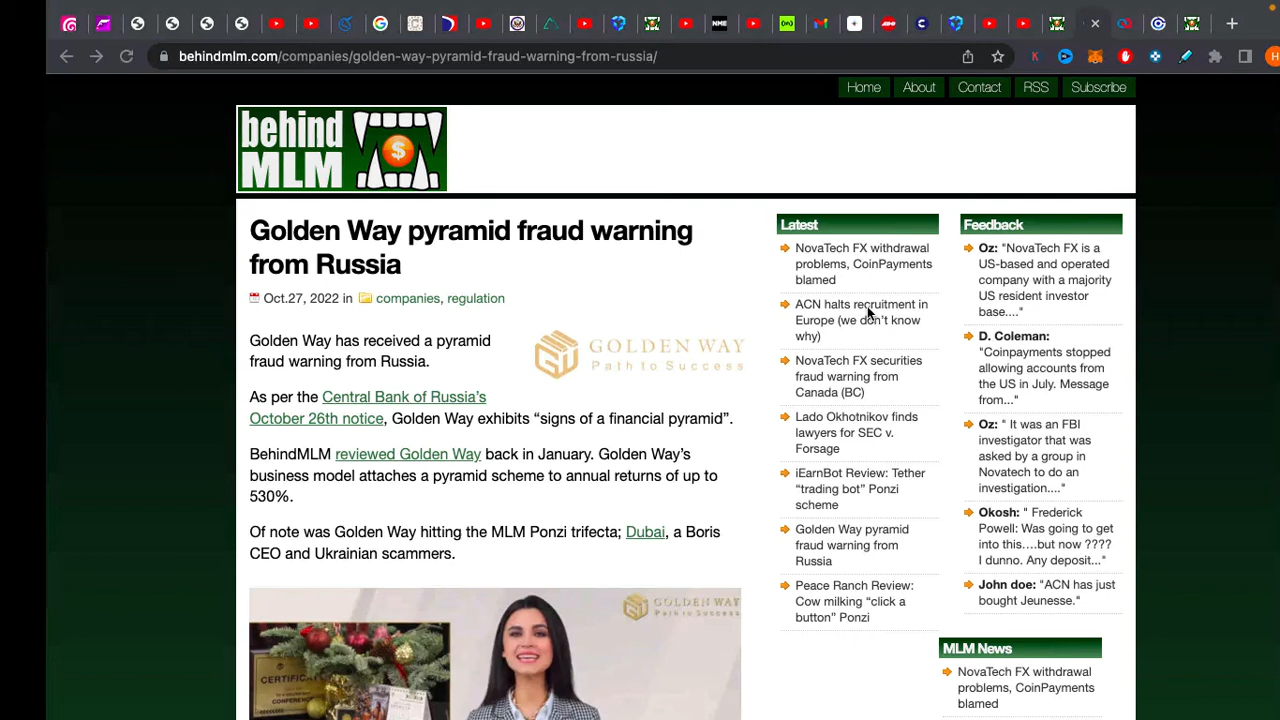 NME
(on)
behindmlm.com/companies/golden-way-pyramid-fraud-warning-from-russia/
Home
About
Contact
RSS
Subscribe
behind
MLM
$
Golden Way pyramid fraud warning
from Russia
Oct.27, 2022 in companies, regulation
Golden Way has received a pyramid
fraud warning from Russia.
GOLDEN WAY
Path to Success
As per the Central Bank of Russia’s
October 26th notice, Golden Way exhibits “signs of a financial pyramid”.
BehindMLM reviewed Golden Way back in January. Golden Way’s
business model attaches a pyramid scheme to annual returns of up to
530%.
Of note was Golden Way hitting the MLM Ponzi trifecta; Dubai, a Boris
CEO and Ukrainian scammers.
GOLDEN WAY
Path to Success
CERTIFICATE
Latest
NovaTech FX withdrawal
problems, CoinPayments
blamed
ACN halts recruitment in
Europe (we don’t know
why)
NovaTech FX securities
fraud warning from
Canada (BC)
Lado Okhotnikov finds
lawyers for SEC v.
Forsage
iEarnBot Review: Tether
“trading bot” Ponzi
scheme
Golden Way pyramid
fraud warning from
Russia
Peace Ranch Review:
Cow milking “click a
button” Ponzi
Feedback
Oz: "NovaTech FX is a
US-based and operated
company with a majority
US resident investor
base...."
D. Coleman:
"Coinpayments stopped
allowing accounts from
the US in July. Message
from..."
Oz: " It was an FBI
investigator that was
asked by a group in
Novatech to do an
investigation...."
Okosh: " Frederick
Powell: Was going to get
into this….but now ????
I dunno. Any deposit..."
John doe: "ACN has just
bought Jeunesse."
MLM News
NovaTech FX withdrawal
problems, CoinPayments
blamed